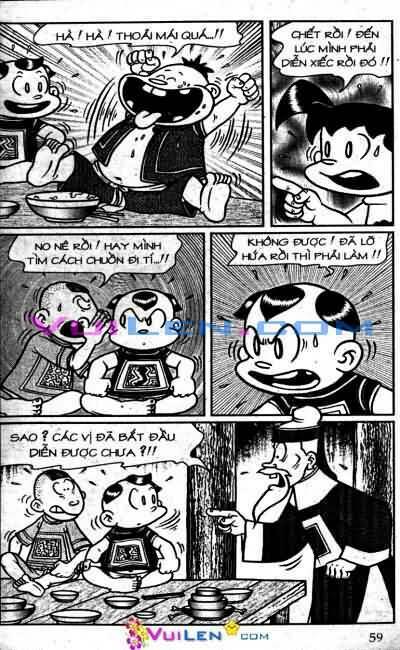 HÀ ! HÀ ! THOẢI MÁI QUÁ...!!
CHẾT RỒI ! ĐẾN
LÚC MÌNH PHẢI
DIỄN XIẾC RỒI ĐÓ !!
NO NÊ RỒI ! HAY MÌNH
TÌM CÁCH CHUỒN ĐI TÍ...!!
KHÔNG ĐƯỢC ! ĐÃ LỠ
HỨA RỒI THÌ PHẢI LÀM !!
VUILEN.COM
SAO ? CÁC VỊ ĐÃ BẮT ĐẦU
DIỄN ĐƯỢC CHƯA ?!!
59
VUILEN.COM